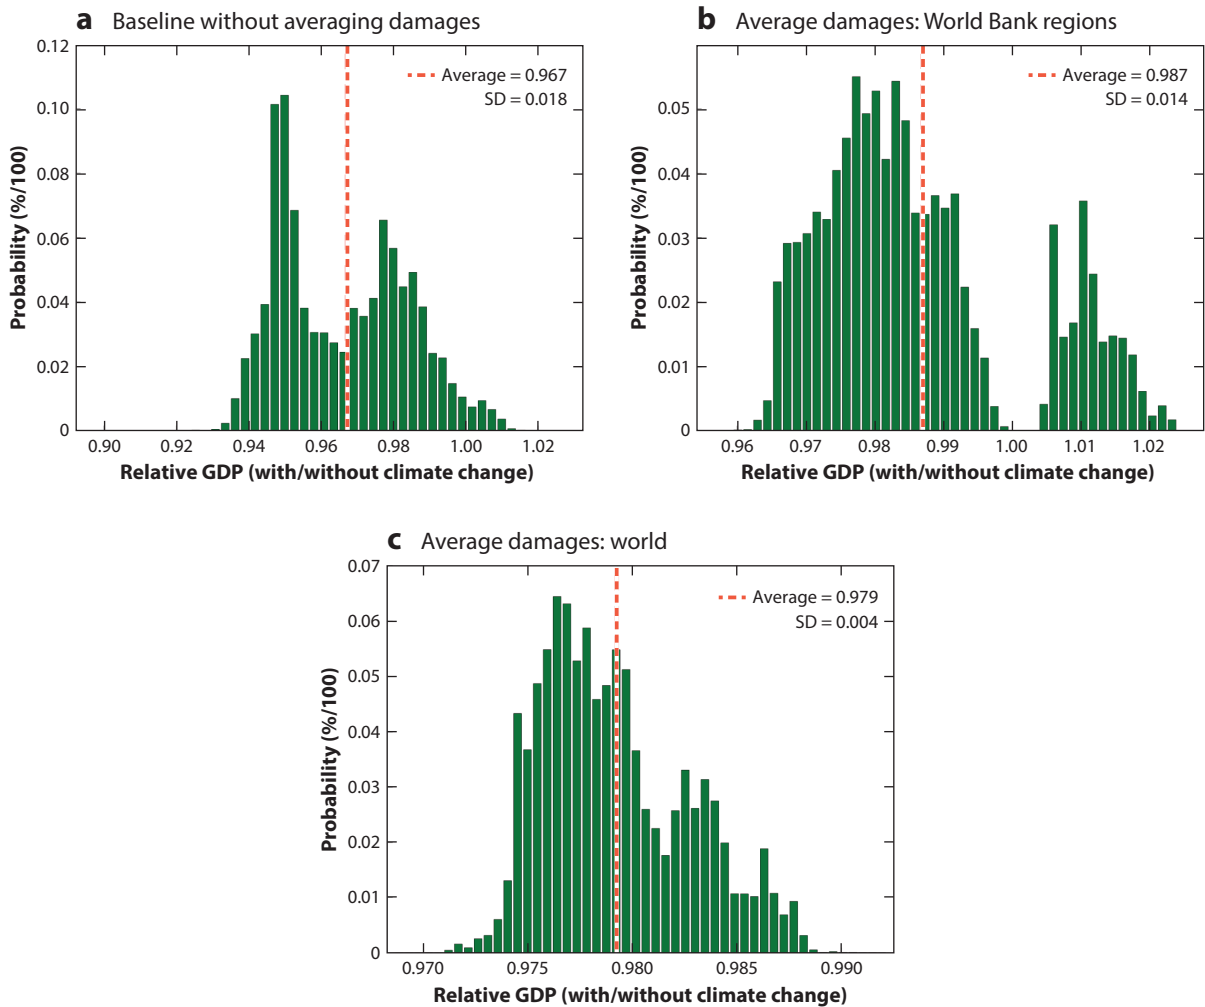 a Baseline without averaging damages
0.12
0.10
0.08
0.06
0.04
0.02
0
Probability (%/100)
Average = 0.967
SD = 0.018
0.90 0.92 0.94 0.96 0.98 1.00 1.02
Relative GDP (with/without climate change)
b Average damages: World Bank regions
0.05
0.04
0.03
0.02
0.01
0
Probability (%/100)
Average = 0.987
SD = 0.014
0.96 0.97 0.98 0.99 1.00 1.01 1.02
Relative GDP (with/without climate change)
c Average damages: world
0.07
0.06
0.05
0.04
0.03
0.02
0.01
0
Probability (%/100)
Average = 0.979
SD = 0.004
0.970 0.975 0.980 0.985 0.990
Relative GDP (with/without climate change)